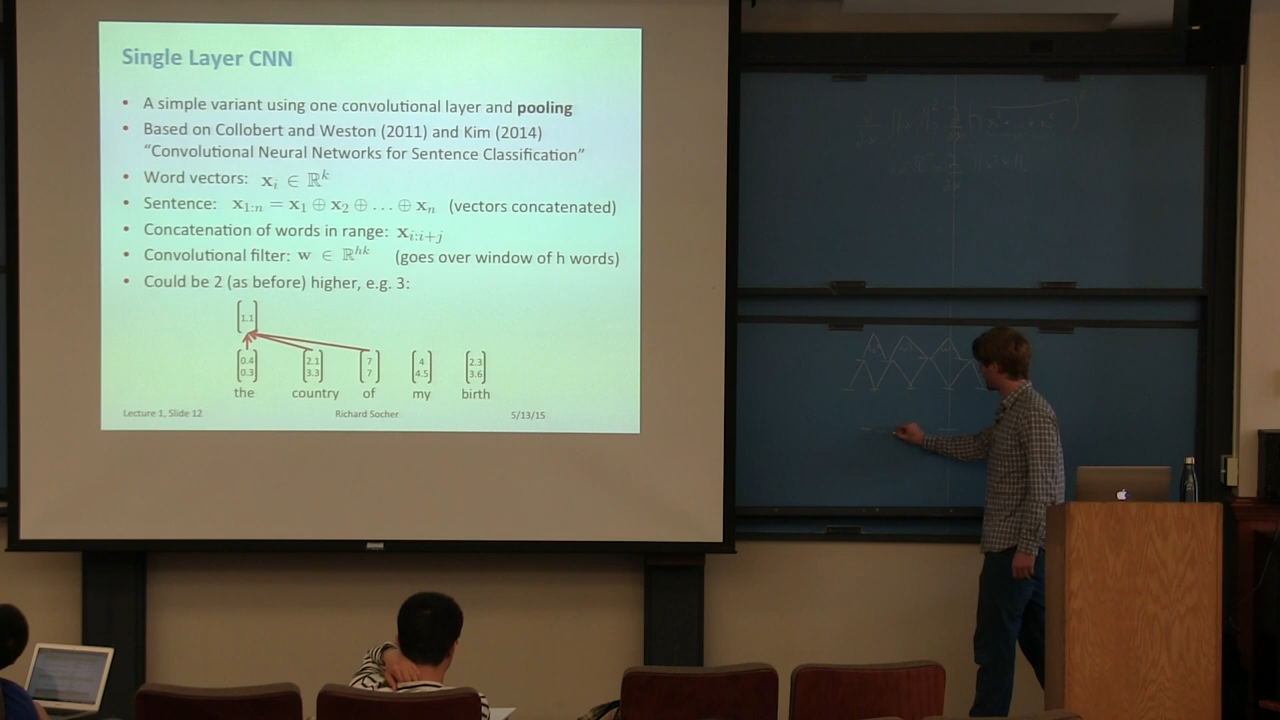 Single Layer CNN
• A simple variant using one convolutional layer and pooling
• Based on Collobert and Weston (2011) and Kim (2014)
“Convolutional Neural Networks for Sentence Classification”
• Word vectors: 𝐱ᵢ ∈ ℝᵏ
• Sentence: 𝐱₁:ₙ = 𝐱₁ ⊕ 𝐱₂ ⊕ … ⊕ 𝐱ₙ (vectors concatenated)
• Concatenation of words in range: 𝐱ᵢ:ᵢ₊ⱼ
• Convolutional filter: 𝐰 ∈ ℝʰᵏ (goes over window of h words)
• Could be 2 (as before) higher, e.g. 3:
1.1
0.4 2.1 7 4 2.3
0.3 3.3 7 4.5 3.6
the country of my birth
Lecture 1, Slide 12 Richard Socher 5/13/15